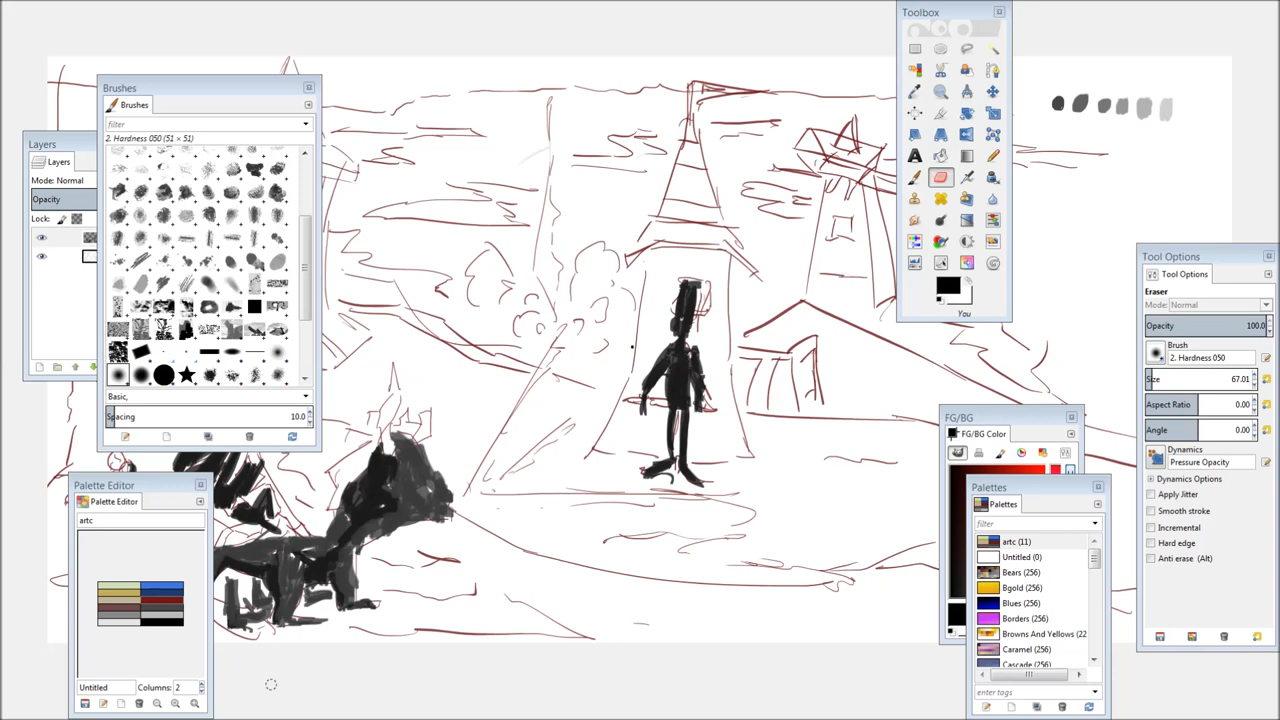 Toolbox
You
Brushes
Brushes
filter
2. Hardness 050 (51 × 51)
Basic,
Spacing 10.0
Layers
Layers
Mode: Normal
Opacity
Lock:
Palette Editor
Palette Editor
artc
Untitled Columns: 2
Tool Options
Tool Options
Eraser
Mode: Normal
Opacity 100.0
Brush
2. Hardness 050
Size 67.01
Aspect Ratio 0.00
Angle 0.00
Dynamics
Pressure Opacity
Dynamics Options
Apply Jitter
Smooth stroke
Incremental
Hard edge
Anti erase (Alt)
FG/BG
FG/BG Color
Palettes
Palettes
filter
artc (11)
Untitled (0)
Bears (256)
Bgold (256)
Blues (256)
Borders (256)
Browns And Yellows (22
Caramel (256)
Cascade (256)
enter tags